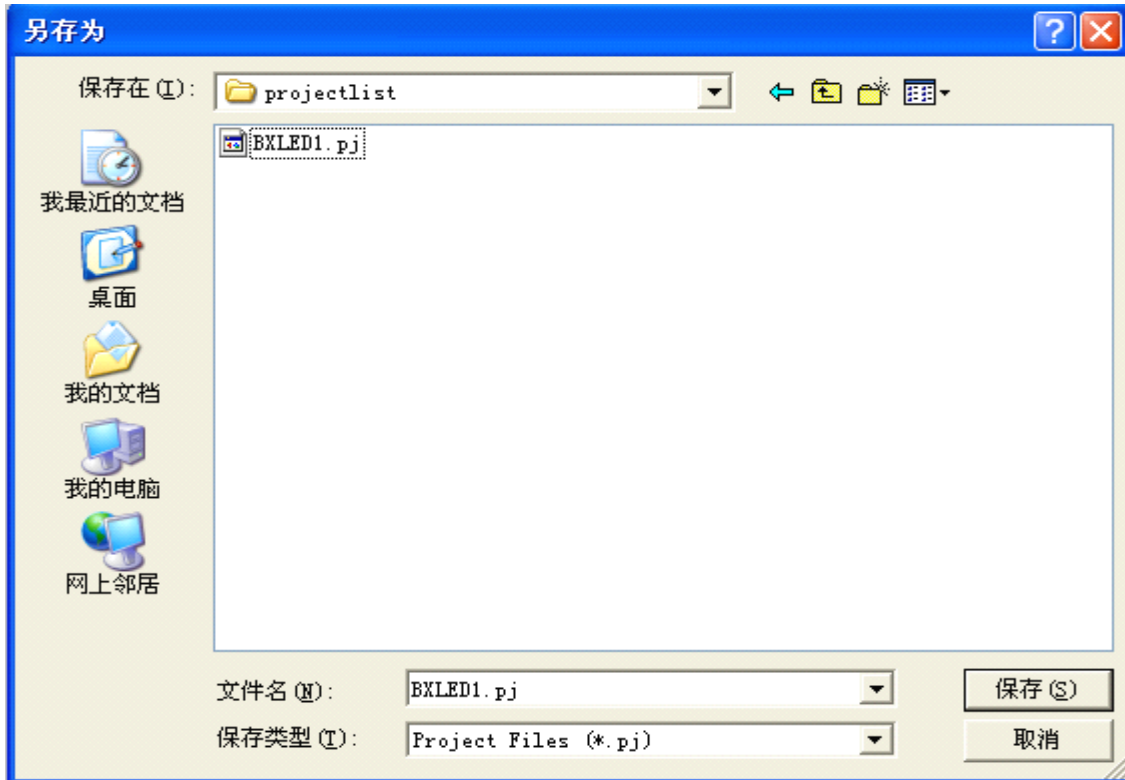 另存为
保存在(I):
projectlist
BXLED1.pj
我最近的文档
桌面
我的文档
我的电脑
网上邻居
文件名(N):
BXLED1.pj
保存(S)
保存类型(T):
Project Files (*.pj)
取消